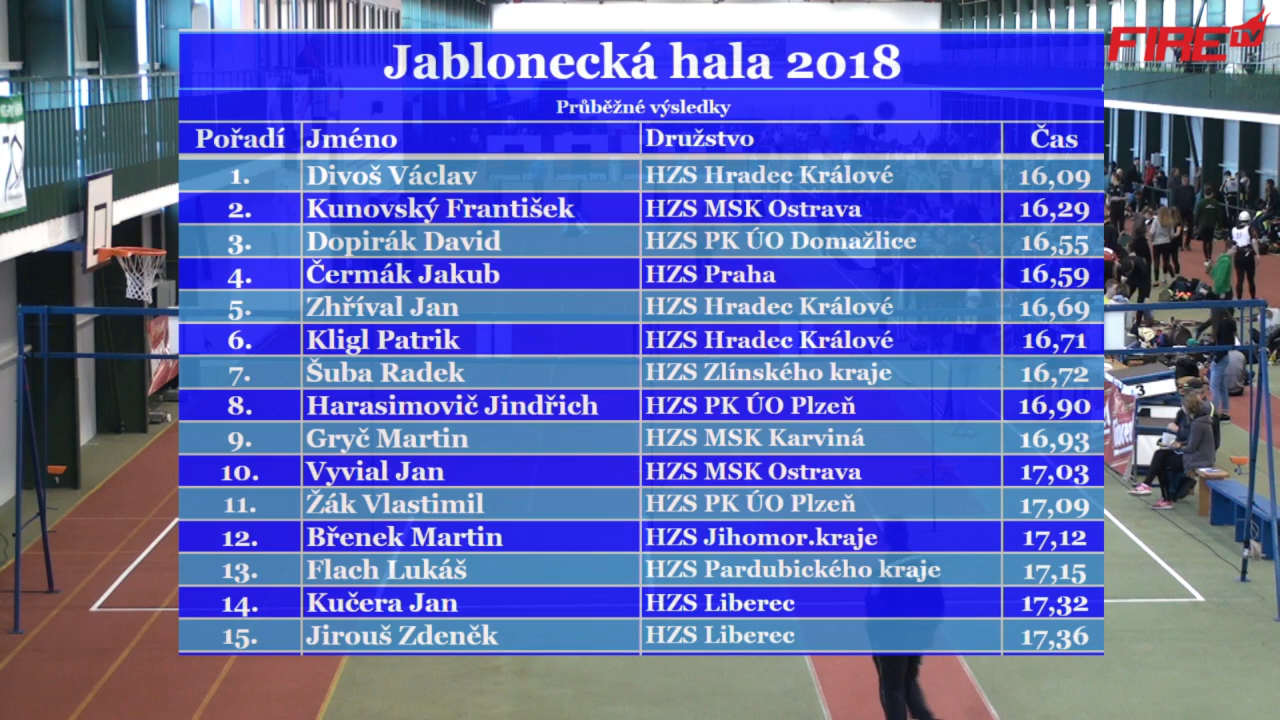 FIRE TV
Jablonecká hala 2018
Průběžné výsledky
Pořadí Jméno Družstvo Čas
1. Divoš Václav HZS Hradec Králové 16,09
2. Kunovský František HZS MSK Ostrava 16,29
3. Dopirák David HZS PK ÚO Domažlice 16,55
4. Čermák Jakub HZS Praha 16,59
5. Zhříval Jan HZS Hradec Králové 16,69
6. Kligl Patrik HZS Hradec Králové 16,71
7. Šuba Radek HZS Zlínského kraje 16,72
8. Harasimovič Jindřich HZS PK ÚO Plzeň 16,90
9. Gryč Martin HZS MSK Karviná 16,93
10. Vyvial Jan HZS MSK Ostrava 17,03
11. Žák Vlastimil HZS PK ÚO Plzeň 17,09
12. Břenek Martin HZS Jihomor.kraje 17,12
13. Flach Lukáš HZS Pardubického kraje 17,15
14. Kučera Jan HZS Liberec 17,32
15. Jirouš Zdeněk HZS Liberec 17,36
3